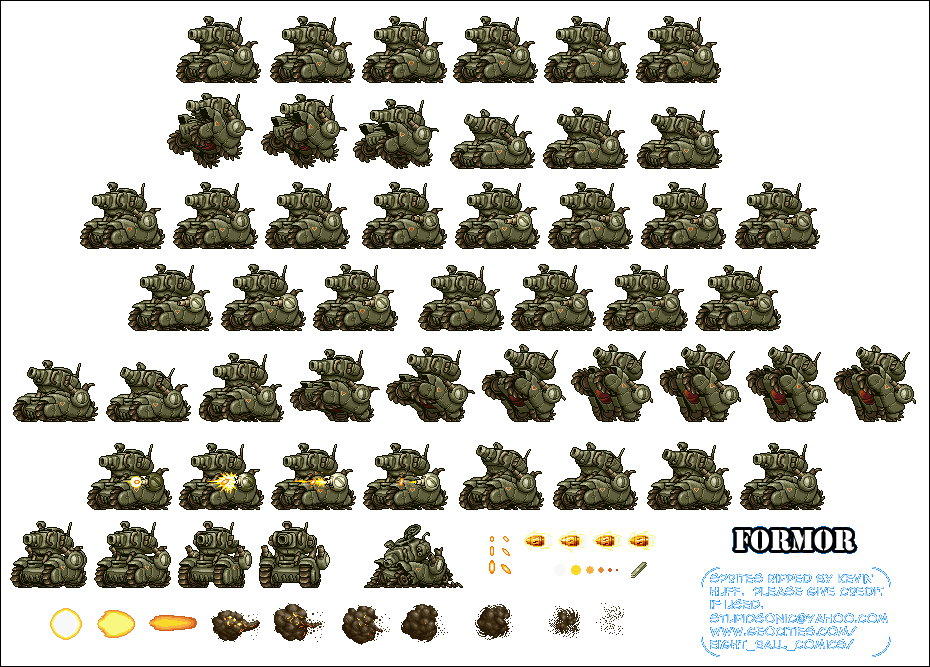 FORMOR
SPRITES RIPPED BY KEVIN
HUFF. PLEASE GIVE CREDIT
IF USED.
STUPIDSONIC@YAHOO.COM
WWW.GEOCITIES.COM/
EIGHT_BALL_COMICS/